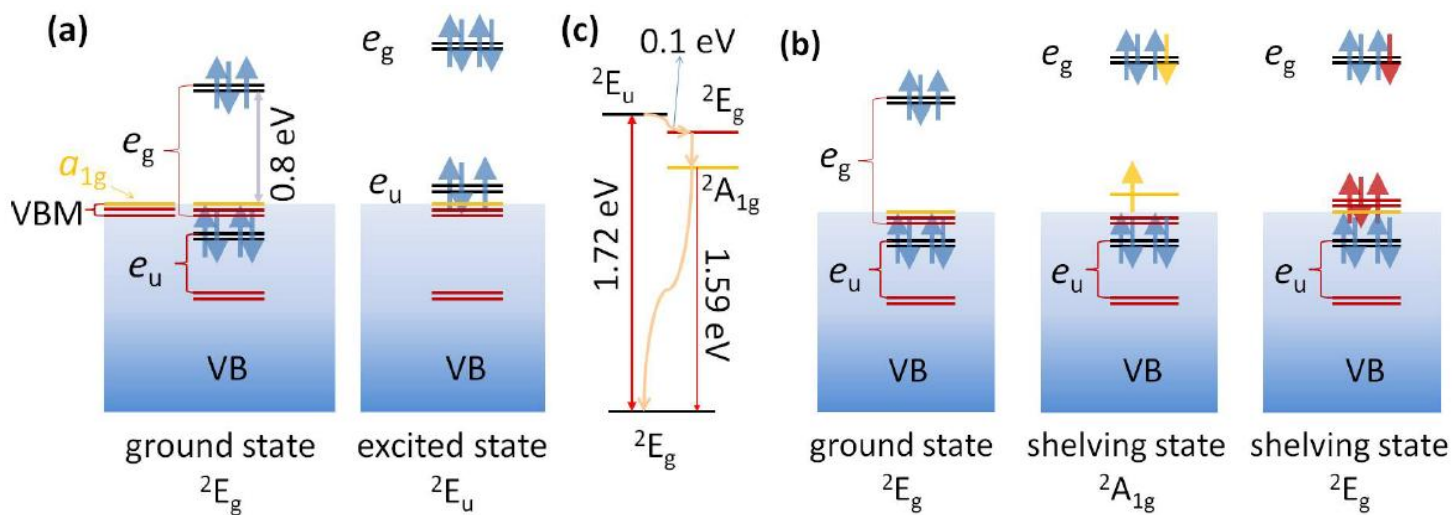 (a)
e_g
e_g
0.8 eV
a_1g
VBM
e_u
e_u
VB
VB
ground state
²E_g
excited state
²E_u
(c)
0.1 eV
²E_u
²E_g
²A_1g
1.72 eV
1.59 eV
²E_g
(b)
e_g
e_g
e_g
e_u
e_u
e_u
VB
VB
VB
ground state
²E_g
shelving state
²A_1g
shelving state
²E_g